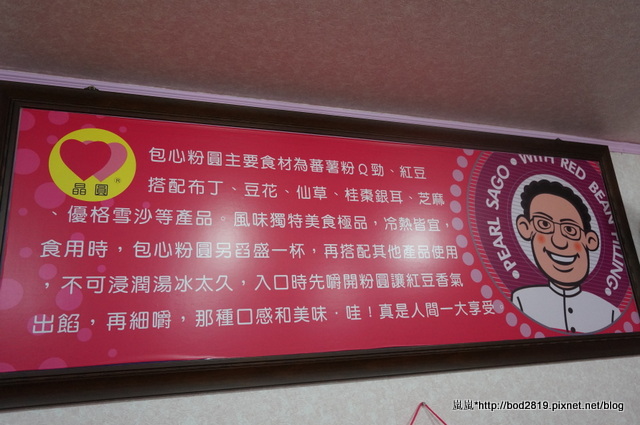 晶圓®
包心粉圓主要食材為蕃薯粉Q勁、紅豆
搭配布丁、豆花、仙草、桂棗銀耳、芝麻
、優格雪沙等產品。風味獨特美食極品，冷熱皆宜，
食用時，包心粉圓另舀盛一杯，再搭配其他產品使用
，不可浸潤湯冰太久，入口時先嚼開粉圓讓紅豆香氣
出餡，再細嚼，那種口感和美味．哇！真是人間一大享受。
•PEARL SAGO•WITH RED BEAN FILLING•
嵐嵐*http://bod2819.pixnet.net/blog